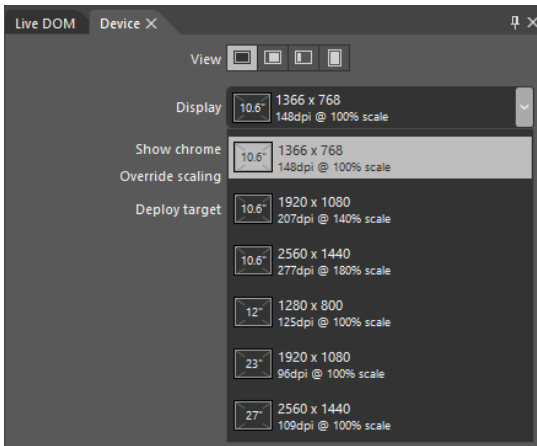 Live DOM Device
View
Display 10.6" 1366 x 768
148dpi @ 100% scale
Show chrome
Override scaling
Deploy target
10.6" 1366 x 768
148dpi @ 100% scale
10.6" 1920 x 1080
207dpi @ 140% scale
10.6" 2560 x 1440
277dpi @ 180% scale
12" 1280 x 800
125dpi @ 100% scale
23" 1920 x 1080
96dpi @ 100% scale
27" 2560 x 1440
109dpi @ 100% scale